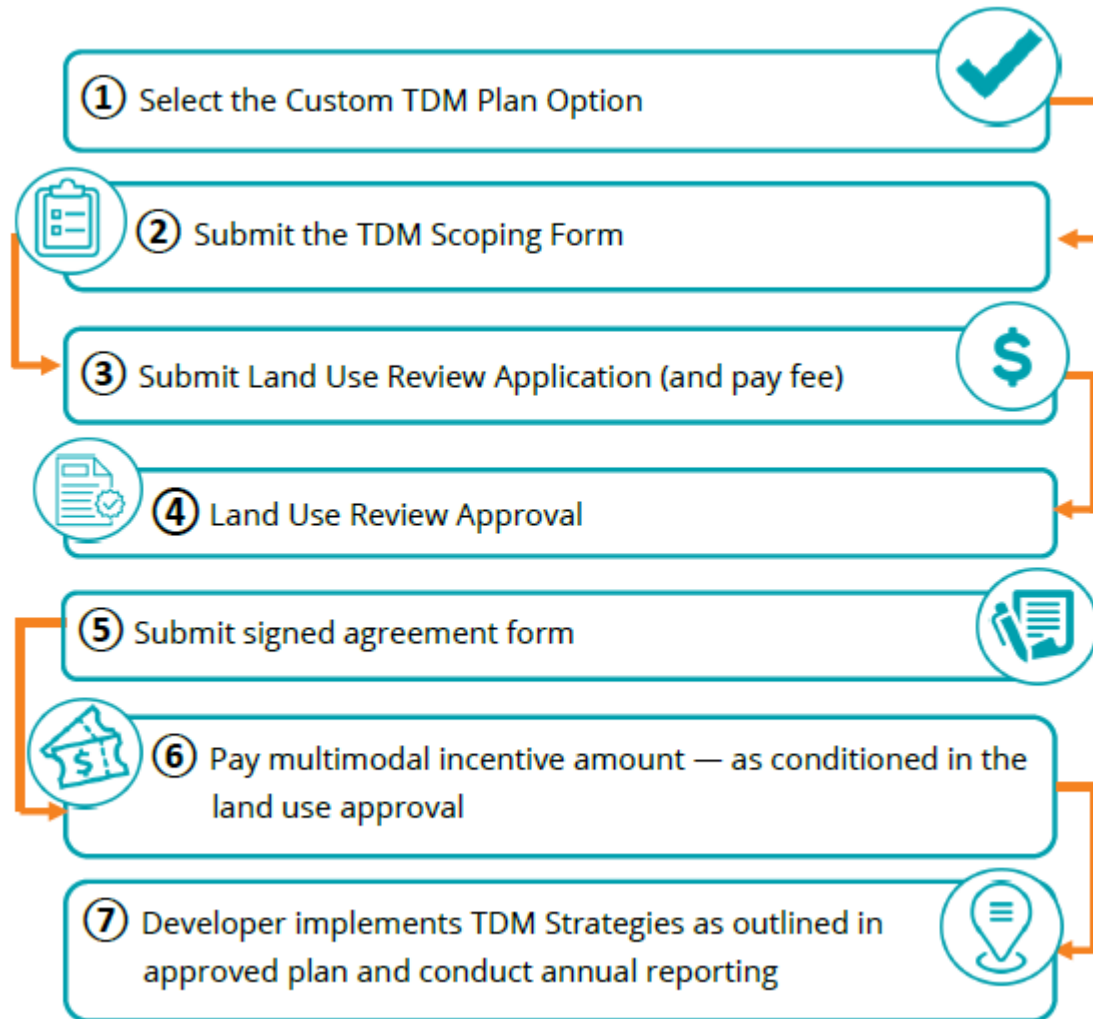 ① Select the Custom TDM Plan Option
② Submit the TDM Scoping Form
③ Submit Land Use Review Application (and pay fee)
$
④ Land Use Review Approval
⑤ Submit signed agreement form
$
⑥ Pay multimodal incentive amount — as conditioned in the
land use approval
⑦ Developer implements TDM Strategies as outlined in
approved plan and conduct annual reporting